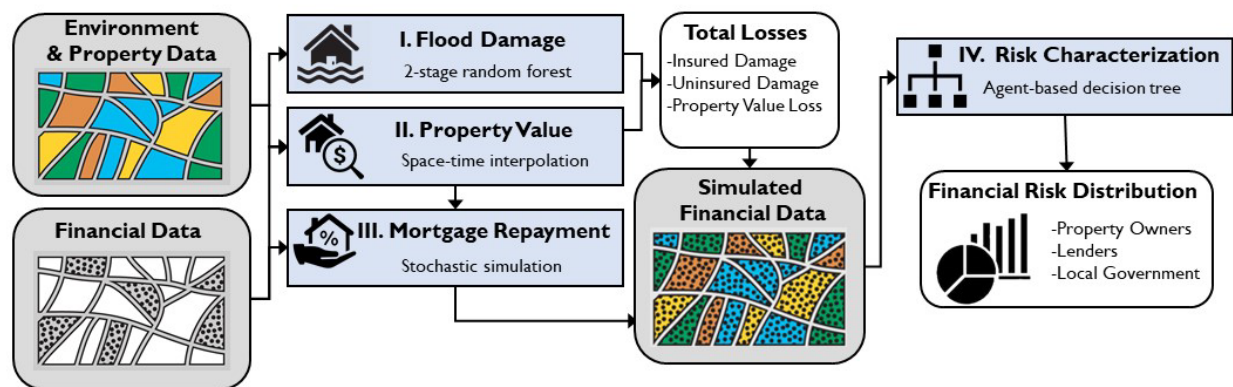 Environment
& Property Data
Financial Data
I. Flood Damage
2-stage random forest
II. Property Value
$
Space-time interpolation
III. Mortgage Repayment
%
Stochastic simulation
Total Losses
-Insured Damage
-Uninsured Damage
-Property Value Loss
Simulated
Financial Data
IV. Risk Characterization
Agent-based decision tree
Financial Risk Distribution
-Property Owners
-Lenders
-Local Government